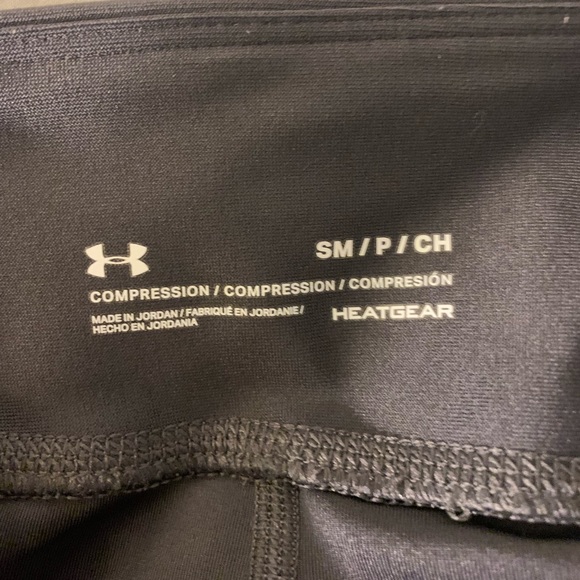 SM / P / CH
COMPRESSION / COMPRESSION / COMPRESIÓN
MADE IN JORDAN / FABRIQUÉ EN JORDANIE /
HECHO EN JORDANIA
HEATGEAR